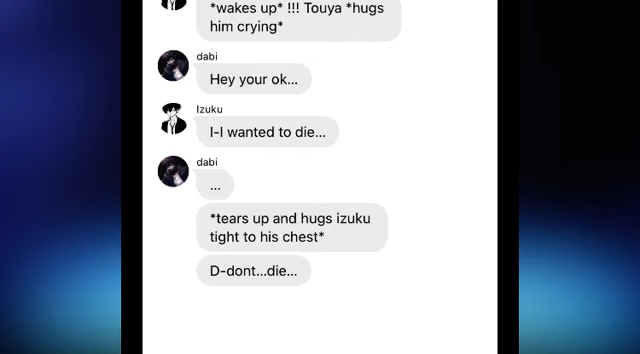 *wakes up* !!! Touya *hugs
him crying*
dabi
Hey your ok...
Izuku
I-I wanted to die...
dabi
...
*tears up and hugs izuku
tight to his chest*
D-dont...die...